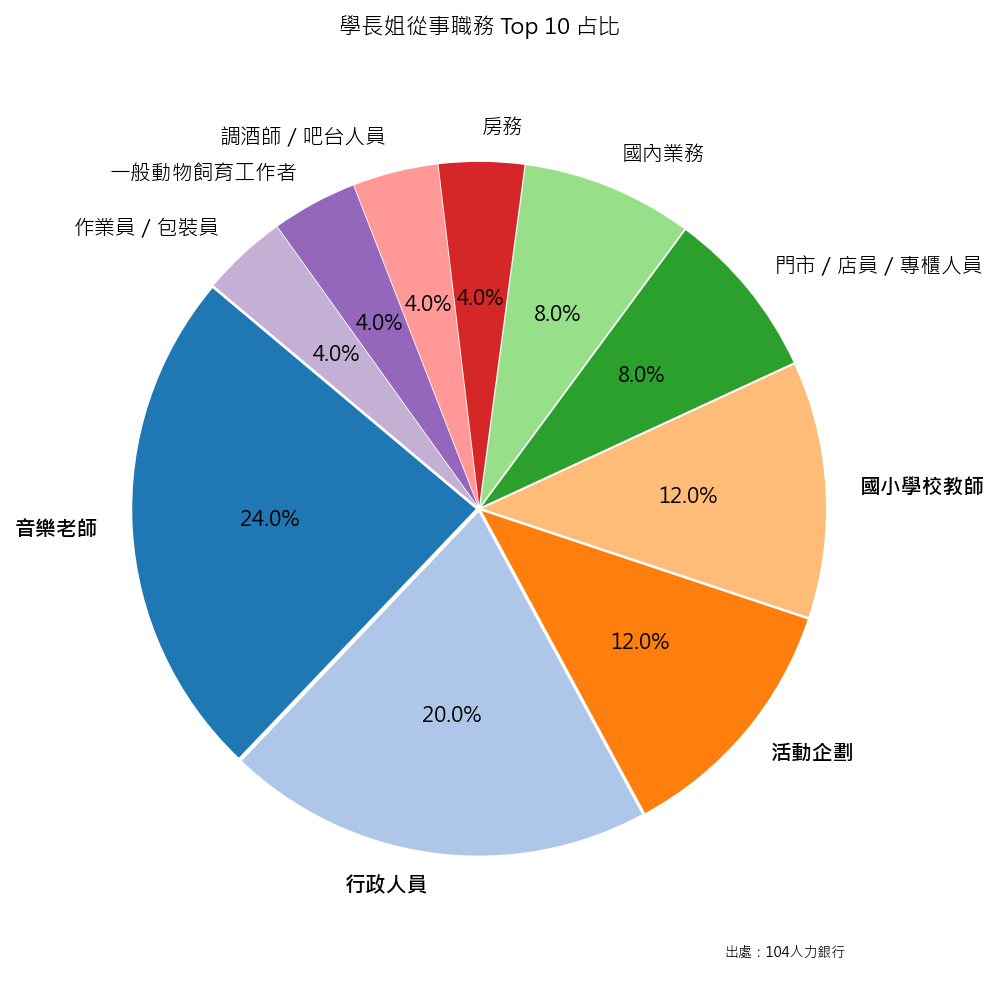 學長姐從事職務 Top 10 占比
房務
調酒師 / 吧台人員
國內業務
一般動物飼育工作者
作業員 / 包裝員
門市 / 店員 / 專櫃人員
4.0%
4.0%
8.0%
4.0%
4.0%
8.0%
國小學校教師
12.0%
24.0%
音樂老師
12.0%
20.0%
活動企劃
行政人員
出處：104人力銀行